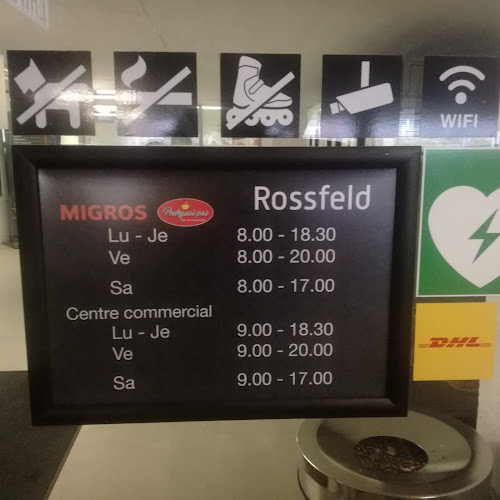 WIFI
Rossfeld
MIGROS Pourquoi pas
Lu - Je 8.00 - 18.30
Ve 8.00 - 20.00
Sa 8.00 - 17.00
Centre commercial
Lu - Je 9.00 - 18.30
Ve 9.00 - 20.00
Sa 9.00 - 17.00
DHL